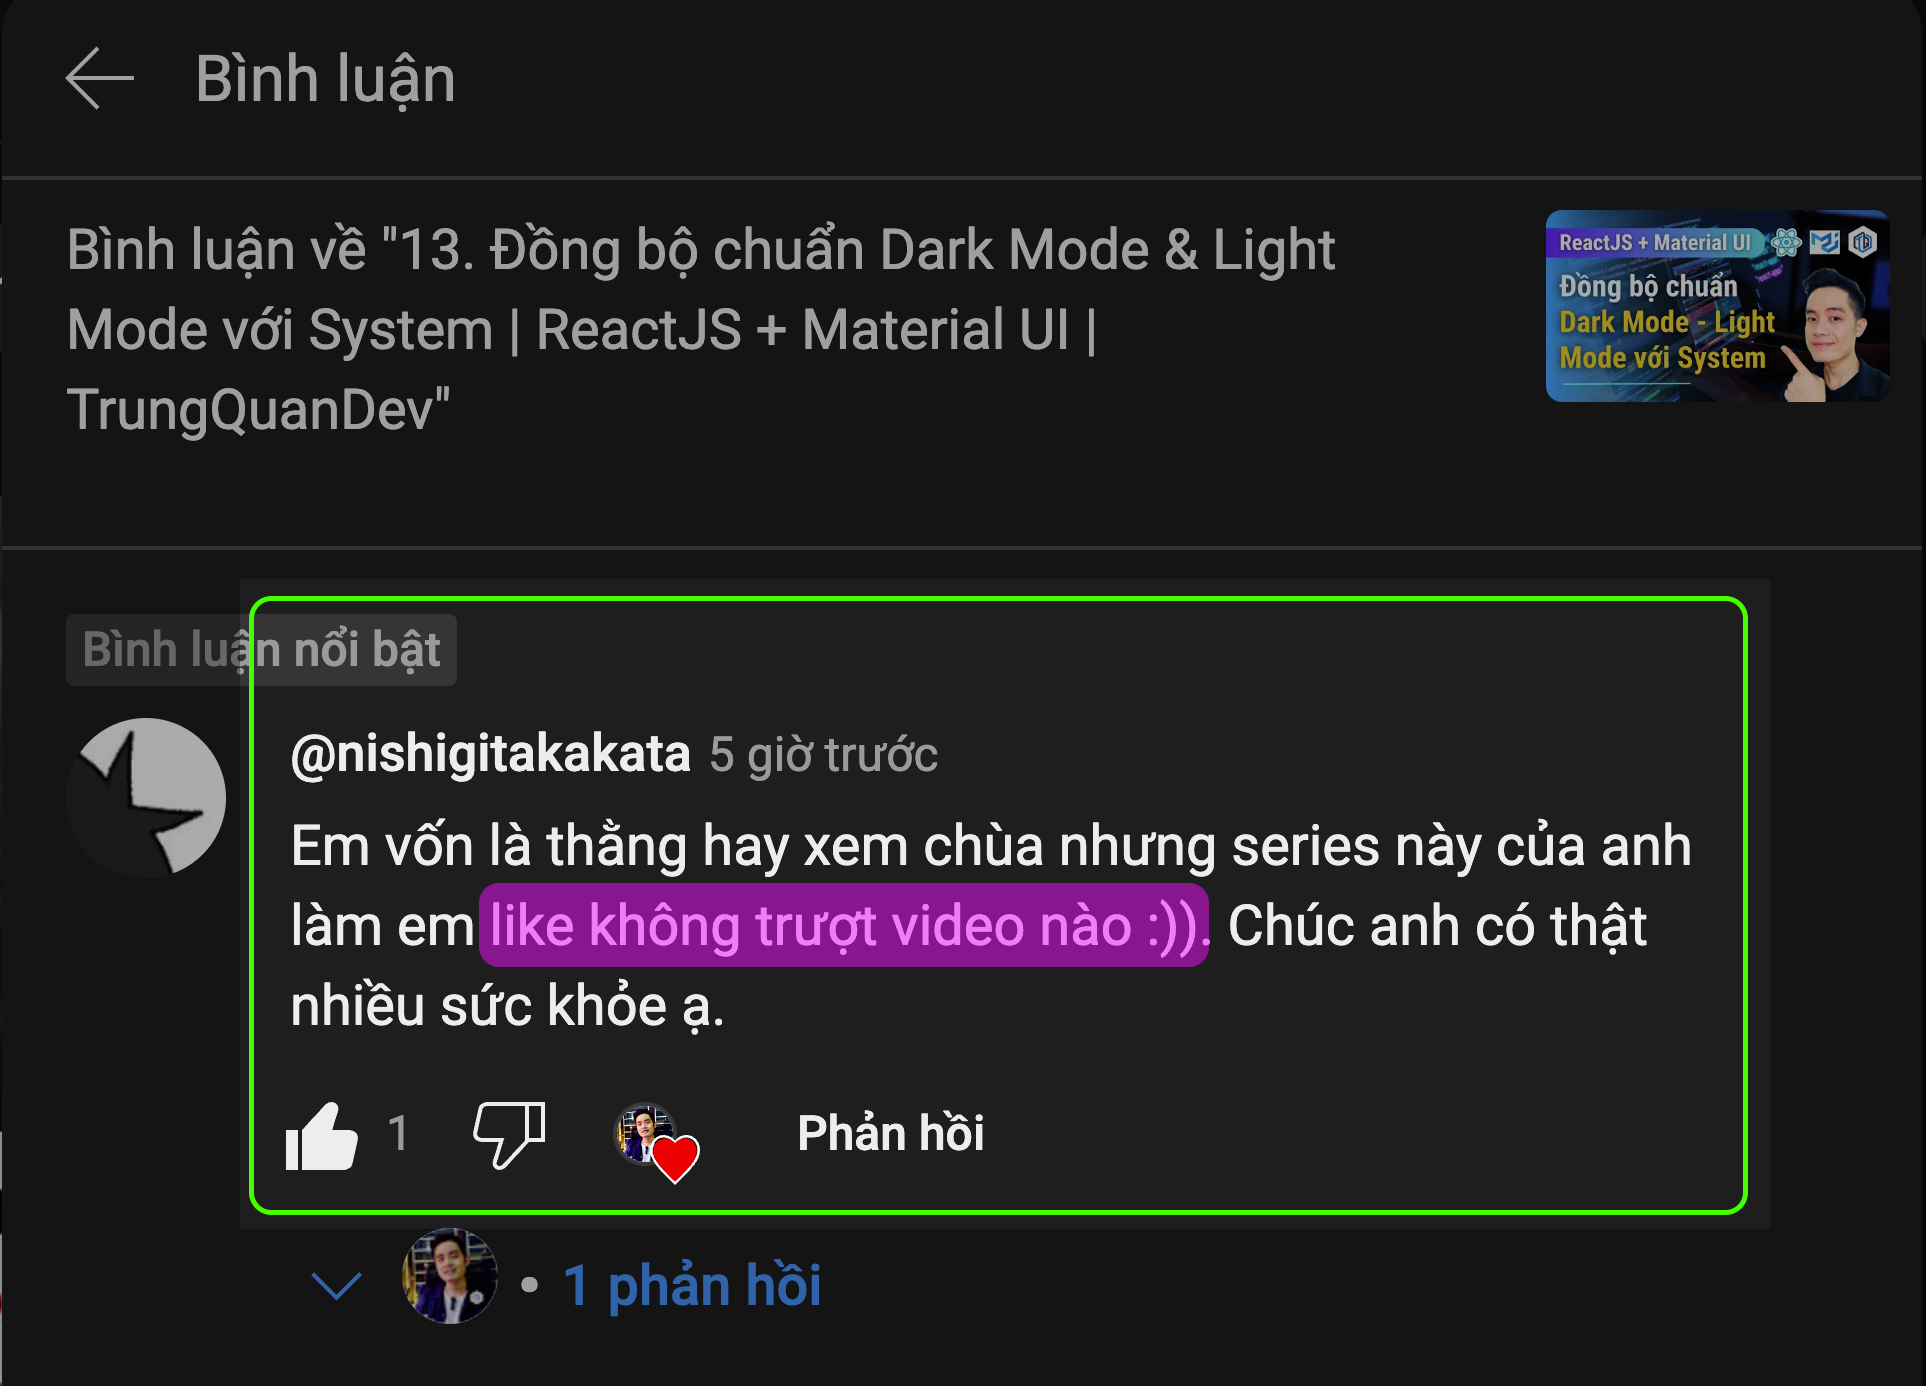 Bình luận
Bình luận về "13. Đồng bộ chuẩn Dark Mode & Light
Mode với System | ReactJS + Material UI |
TrungQuanDev"
ReactJS + Material UI
Đồng bộ chuẩn
Dark Mode - Light
Mode với System
Bình luận nổi bật
@nishigitakakata 5 giờ trước
Em vốn là thằng hay xem chùa nhưng series này của anh
làm em like không trượt video nào :)). Chúc anh có thật
nhiều sức khỏe ạ.
1
Phản hồi
• 1 phản hồi